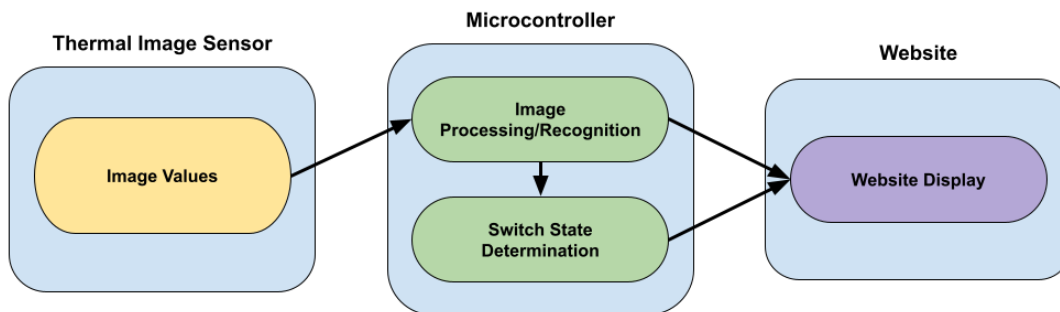 Thermal Image Sensor
Image Values
Microcontroller
Image
Processing/Recognition
Switch State
Determination
Website
Website Display